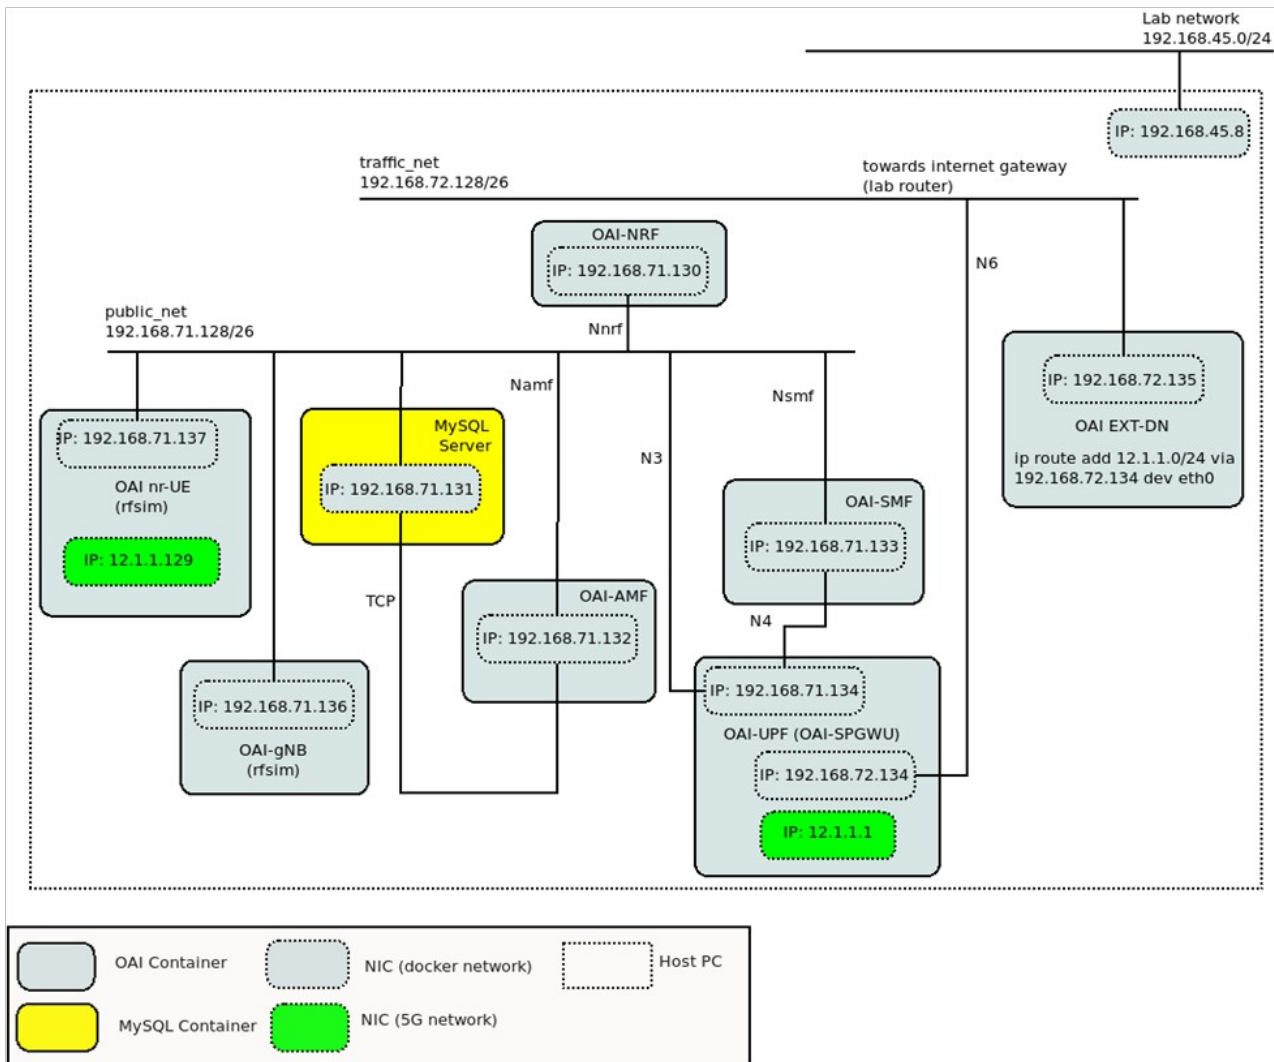 Lab network
192.168.45.0/24
IP: 192.168.45.8
traffic_net
192.168.72.128/26
towards internet gateway
(lab router)
OAI-NRF
IP: 192.168.71.130
N6
public_net
192.168.71.128/26
Nnrf
Namf
Nsmf
N3
IP: 192.168.72.135
OAI EXT-DN
ip route add 12.1.1.0/24 via
192.168.72.134 dev eth0
IP: 192.168.71.137
OAI nr-UE
(rfsim)
IP: 12.1.1.129
MySQL
Server
IP: 192.168.71.131
TCP
OAI-SMF
IP: 192.168.71.133
N4
OAI-AMF
IP: 192.168.71.132
IP: 192.168.71.136
OAI-gNB
(rfsim)
IP: 192.168.71.134
OAI-UPF (OAI-SPGWU)
IP: 192.168.72.134
IP: 12.1.1.1
OAI Container
NIC (docker network)
Host PC
MySQL Container
NIC (5G network)